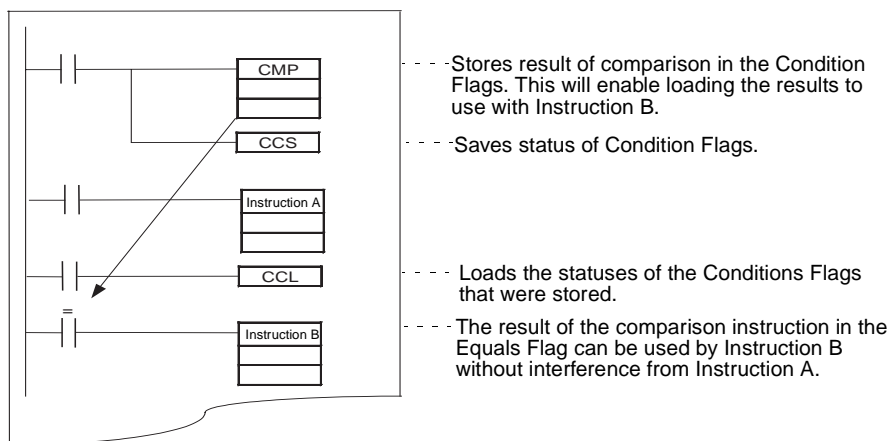 CMP
Stores result of comparison in the Condition
Flags. This will enable loading the results to
use with Instruction B.
CCS
Saves status of Condition Flags.
Instruction A
CCL
Loads the statuses of the Conditions Flags
that were stored.
=
Instruction B
The result of the comparison instruction in the
Equals Flag can be used by Instruction B
without interference from Instruction A.